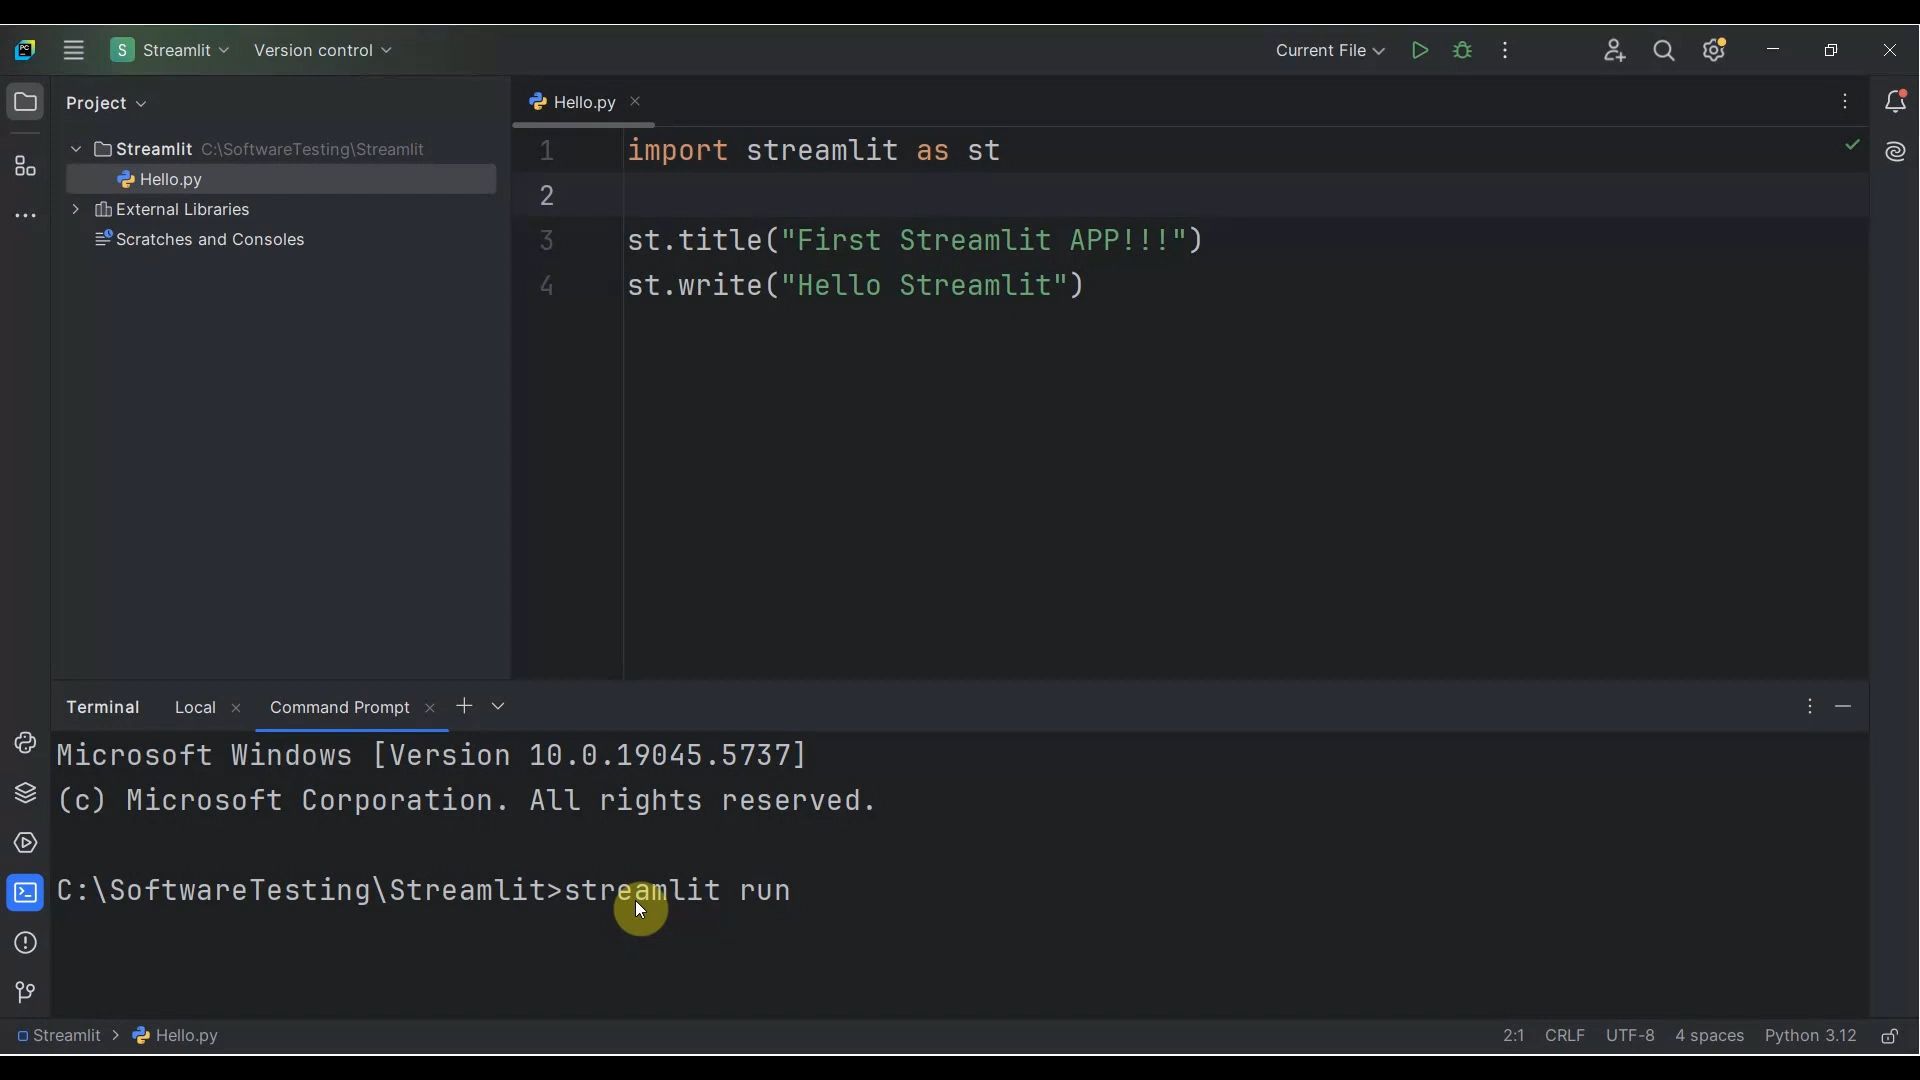 PC
S Streamlit Version control Current File
Project
Hello.py
Streamlit C:\SoftwareTesting\Streamlit
Hello.py
External Libraries
Scratches and Consoles
1 import streamlit as st
2
3 st.title("First Streamlit APP!!!")
4 st.write("Hello Streamlit")
Terminal Local Command Prompt
Microsoft Windows [Version 10.0.19045.5737]
(c) Microsoft Corporation. All rights reserved.
C:\SoftwareTesting\Streamlit>streamlit run
Streamlit > Hello.py 2:1 CRLF UTF-8 4 spaces Python 3.12